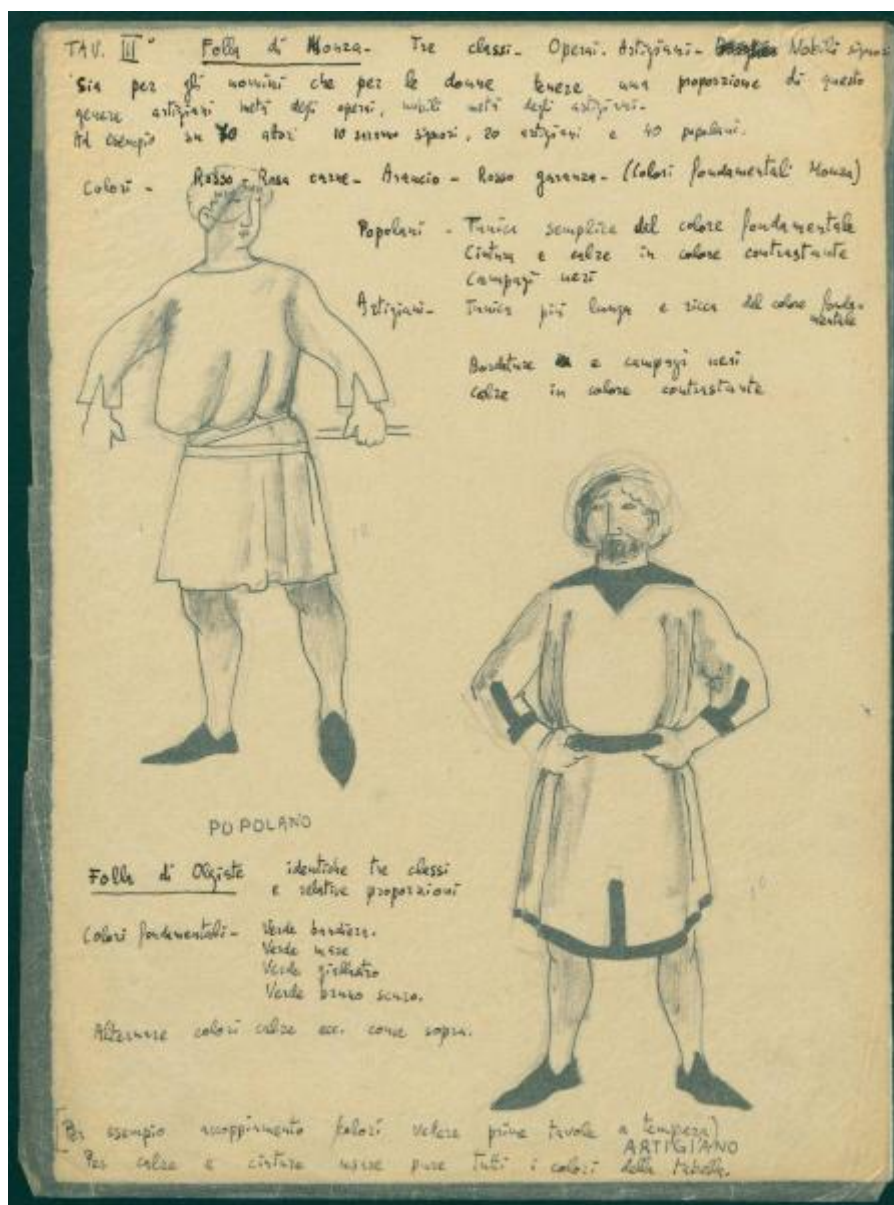 TAV. III° Folla di Monza - Tre classi - Operai. Artigiani - Nobili signori
Sia per gli uomini che per le donne tenere una proporzione di questo
genere artigiani metà degli operai, nobili metà degli artigiani -
Ad esempio su 70 attori 10 saranno signori, 20 artigiani e 40 popolani.
Colori - Rosso - Rosa carne - Arancio - Rosso garanza - (Colori fondamentali Monza)
Popolani - Tunica semplice del colore fondamentale
Cintura e calze in colore contrastante
Campagi neri
Artigiani - Tunica più lunga e ricca del colore fonda-
mentale
Bordature e campagi neri
calze in colore contrastante
POPOLANO
Folla di Olgiate identiche tre classi
e relative proporzioni
Colori fondamentali - Verde bandiera.
Verde mare
Verde giallastro
Verde bruno scuro.
Alternare colori calze ecc. come sopra.
(Per esempio accoppiamento colori vedere prime tavole a tempera)
ARTIGIANO
Per calze e cinture usare pure tutti i colori della tabella.